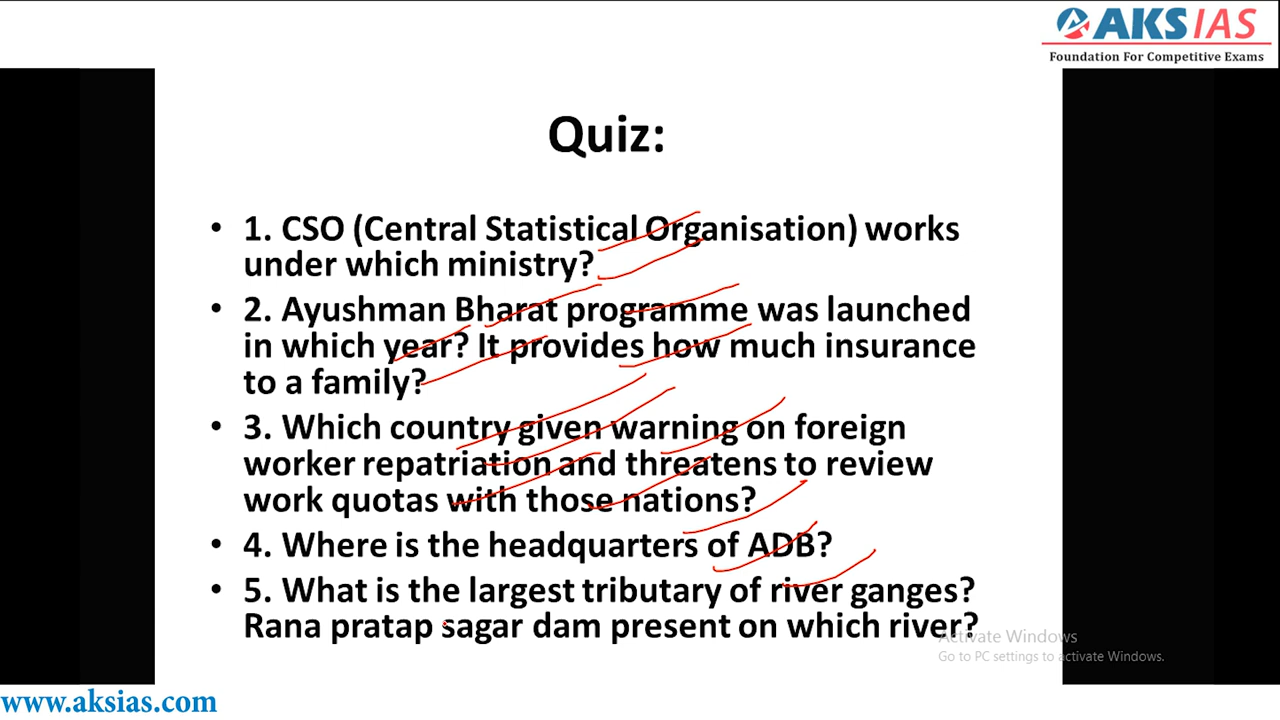 AKS IAS
Foundation For Competitive Exams
Quiz:
• 1. CSO (Central Statistical Organisation) works
under which ministry?
• 2. Ayushman Bharat programme was launched
in which year? It provides how much insurance
to a family?
• 3. Which country given warning on foreign
worker repatriation and threatens to review
work quotas with those nations?
• 4. Where is the headquarters of ADB?
• 5. What is the largest tributary of river ganges?
Rana pratap sagar dam present on which river?
Activate Windows
Go to PC settings to activate Windows.
www.aksias.com